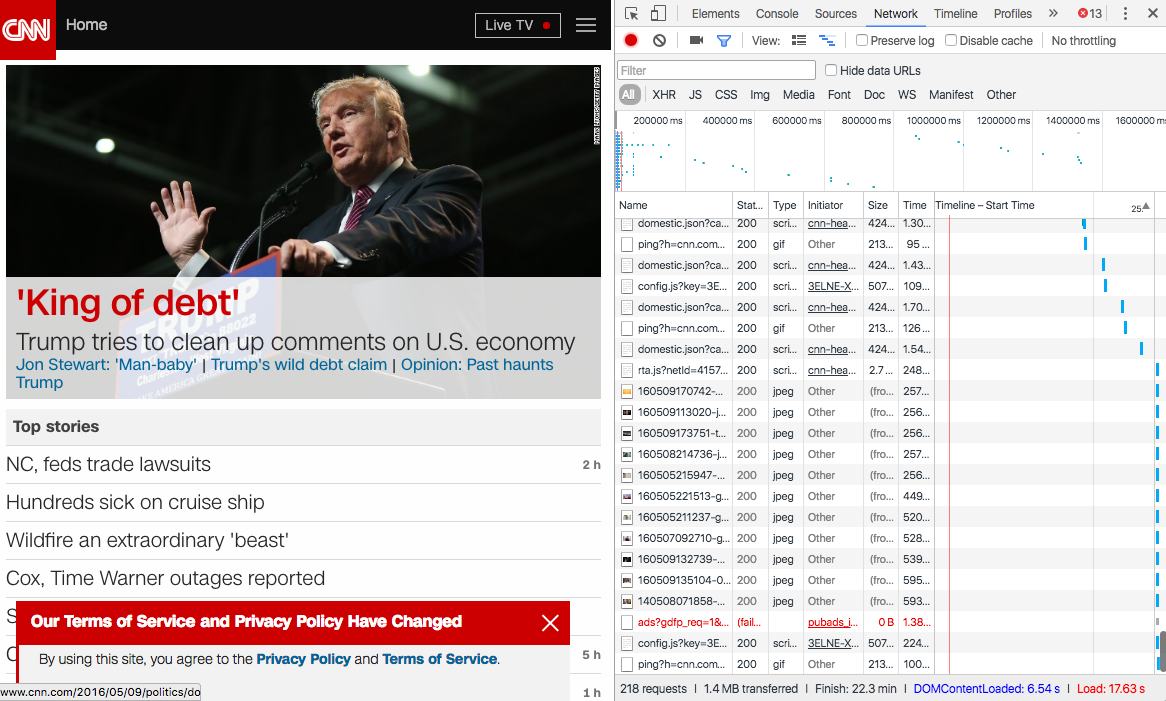 CNN
Home
Live TV
'King of debt'
Trump tries to clean up comments on U.S. economy
Jon Stewart: 'Man-baby' | Trump's wild debt claim | Opinion: Past haunts
Trump
Top stories
NC, feds trade lawsuits
2 h
Hundreds sick on cruise ship
Wildfire an extraordinary 'beast'
Cox, Time Warner outages reported
Our Terms of Service and Privacy Policy Have Changed
By using this site, you agree to the Privacy Policy and Terms of Service.
5 h
1 h
www.cnn.com/2016/05/09/politics/do
Elements Console Sources Network Timeline Profiles » 13
View: Preserve log Disable cache No throttling
Filter
Hide data URLs
All XHR JS CSS Img Media Font Doc WS Manifest Other
200000 ms 400000 ms 600000 ms 800000 ms 1000000 ms 1200000 ms 1400000 ms 1600000 ms
Name Stat... Type Initiator Size Time Timeline – Start Time 25.
domestic.json?ca... 200 scri... cnn-hea... 424... 1.30...
ping?h=cnn.com... 200 gif Other 213... 95 ...
domestic.json?ca... 200 scri... cnn-hea... 424... 1.43...
config.js?key=3E... 200 scri... 3ELNE-X... 507... 109...
domestic.json?ca... 200 scri... cnn-hea... 424... 1.70...
ping?h=cnn.com... 200 gif Other 213... 126 ...
domestic.json?ca... 200 scri... cnn-hea... 424... 1.54...
rta.js?netId=4157... 200 scri... cnn-hea... 2.7 ... 248...
160509170742-... 200 jpeg Other (fro... 257...
160509113020-j... 200 jpeg Other (fro... 256...
160509173751-t... 200 jpeg Other (fro... 256...
160508214736-j... 200 jpeg Other (fro... 257...
160505215947-... 200 jpeg Other (fro... 256...
160505221513-g... 200 jpeg Other (fro... 449...
160505211237-g... 200 jpeg Other (fro... 520...
160507092710-g... 200 jpeg Other (fro... 528...
160509132739-... 200 jpeg Other (fro... 539...
160509135104-0... 200 jpeg Other (fro... 595...
140508071858-... 200 jpeg Other (fro... 593...
ads?gdfp_req=1&... (fail... pubads_i... 0 B 1.38...
config.js?key=3E... 200 scri... 3ELNE-X... 507... 224...
ping?h=cnn.com... 200 gif Other 213... 100...
218 requests | 1.4 MB transferred | Finish: 22.3 min | DOMContentLoaded: 6.54 s | Load: 17.63 s